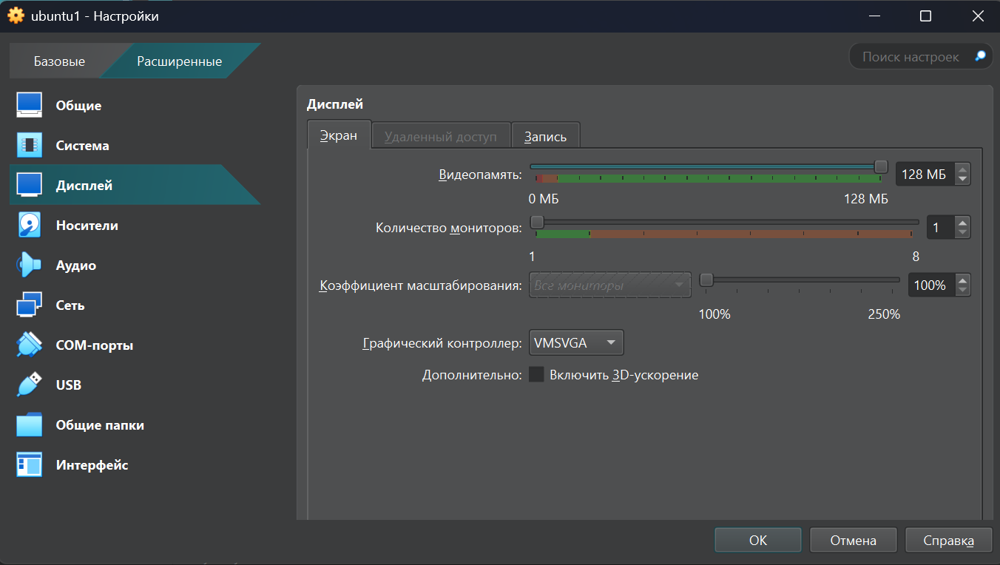 ubuntu1 - Настройки
Базовые
Расширенные
Поиск настроек
Общие
Система
Дисплей
Носители
Аудио
Сеть
COM-порты
USB
Общие папки
Интерфейс
Дисплей
Экран
Удаленный доступ
Запись
Видеопамять:
128 МБ
0 МБ
128 МБ
Количество мониторов:
1
1
8
Коэффициент масштабирования:
Все мониторы
100%
100%
250%
Графический контроллер:
VMSVGA
Дополнительно:
Включить 3D-ускорение
OK
Отмена
Справка